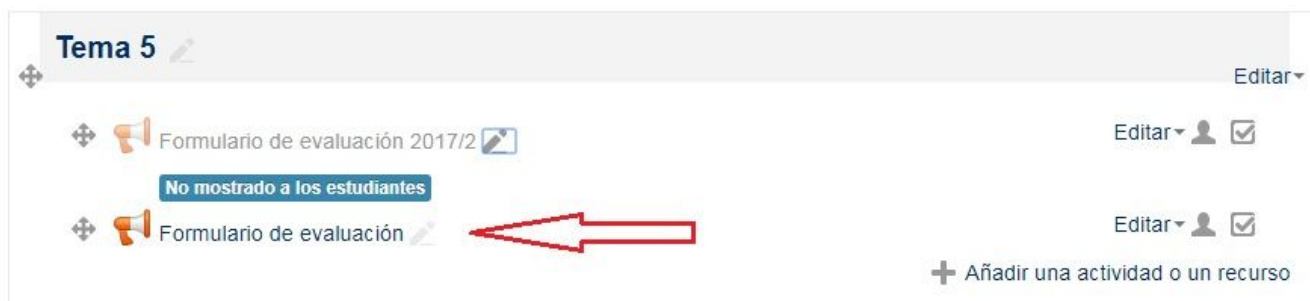 Tema 5
Editar
Formulario de evaluación 2017/2
Editar
No mostrado a los estudiantes
Formulario de evaluación
Editar
Añadir una actividad o un recurso